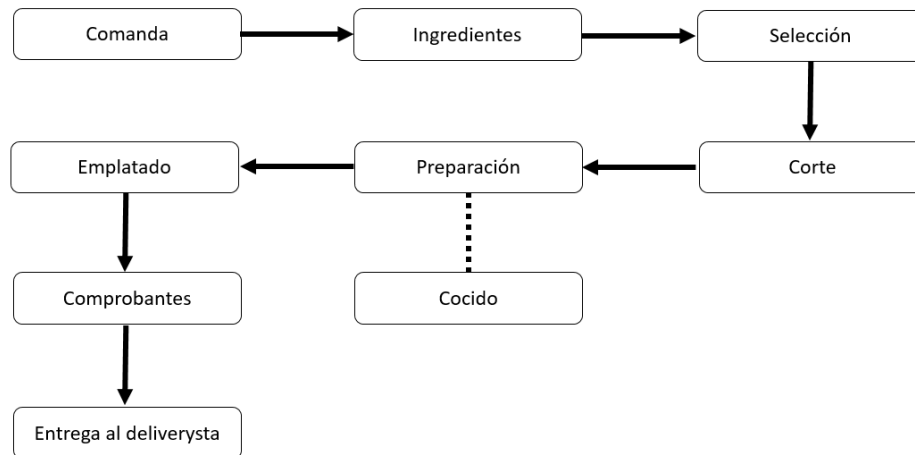 Comanda
Ingredientes
Selección
Corte
Preparación
Emplatado
Cocido
Comprobantes
Entrega al deliverysta